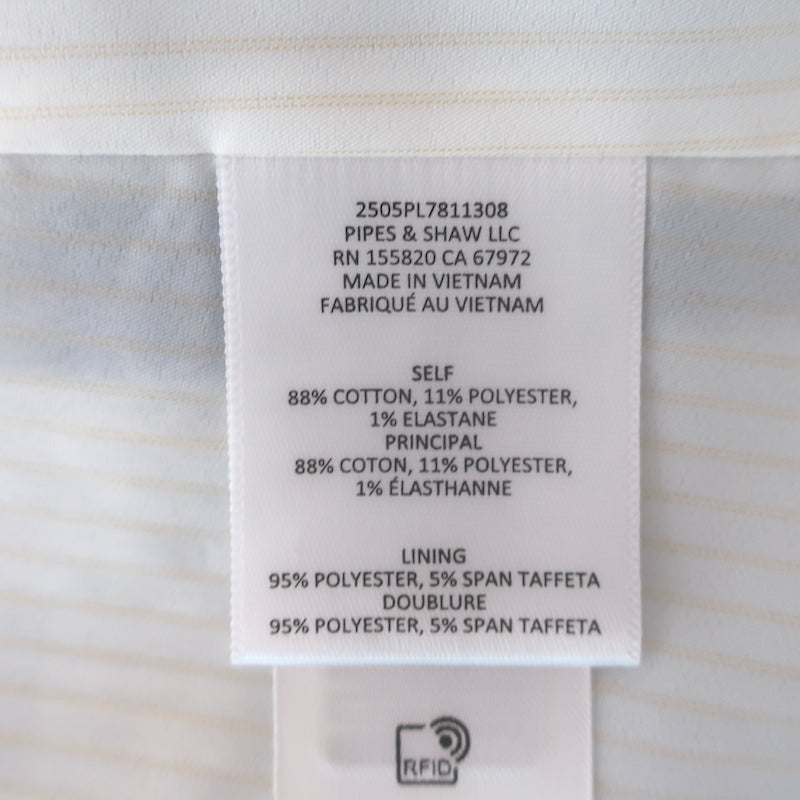 2505PL7811308
PIPES & SHAW LLC
RN 155820 CA 67972
MADE IN VIETNAM
FABRIQUÉ AU VIETNAM
SELF
88% COTTON, 11% POLYESTER,
1% ELASTANE
PRINCIPAL
88% COTON, 11% POLYESTER,
1% ÉLASTHANNE
LINING
95% POLYESTER, 5% SPAN TAFFETA
DOUBLURE
95% POLYESTER, 5% SPAN TAFFETA
RFID